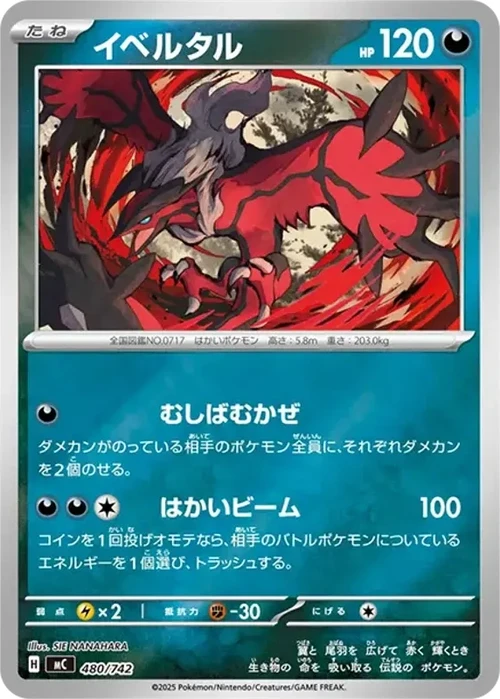 たね
イベルタル
HP 120
全国図鑑NO.0717 はかいポケモン 高さ：5.8m 重さ：203.0kg
むしばむかぜ
ダメカンがのっている相手のポケモン全員に、それぞれダメカン
を2個のせる。
はかいビーム 100
コインを1回投げオモテなら、相手のバトルポケモンについている
エネルギーを1個選び、トラッシュする。
弱点 ×2 抵抗力 -30 にげる
Illus. SIE NANAHARA
H MC 480/742
翼と尾羽を広げて赤く輝くとき
生き物の命を吸い取る伝説のポケモン。
©2025 Pokémon/Nintendo/Creatures/GAME FREAK.